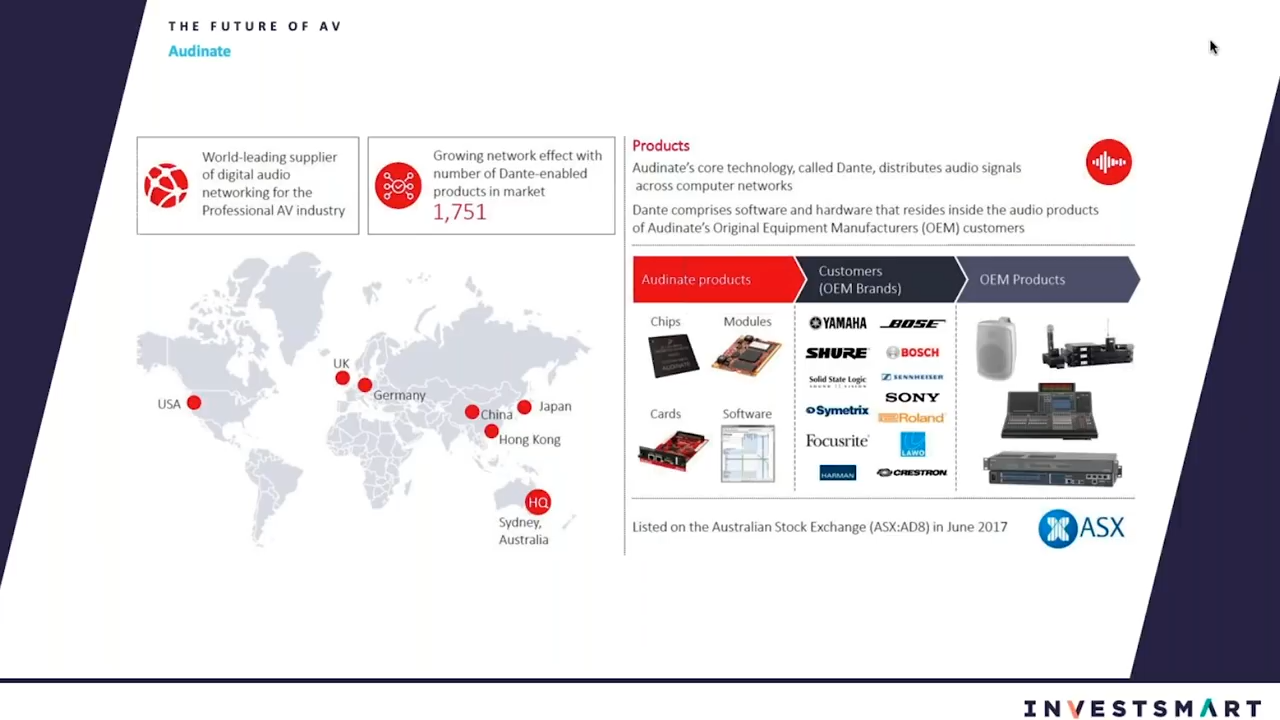 THE FUTURE OF AV
Audinate
World-leading supplier
of digital audio
networking for the
Professional AV industry
Growing network effect with
number of Dante-enabled
products in market
1,751
UK
USA
Germany
China
Japan
Hong Kong
HQ
Sydney,
Australia
Products
Audinate's core technology, called Dante, distributes audio signals
across computer networks
Dante comprises software and hardware that resides inside the audio products
of Audinate's Original Equipment Manufacturers (OEM) customers
Audinate products
Customers
(OEM Brands)
OEM Products
Chips
Modules
AUDINATE
Cards
Software
YAMAHA
BOSE
SHURE
BOSCH
Solid State Logic
SOUND || VISION
SENNHEISER
SONY
Symetrix
Roland
Focusrite
LAWO
HARMAN
CRESTRON
Listed on the Australian Stock Exchange (ASX:AD8) in June 2017
ASX
INVESTSMART